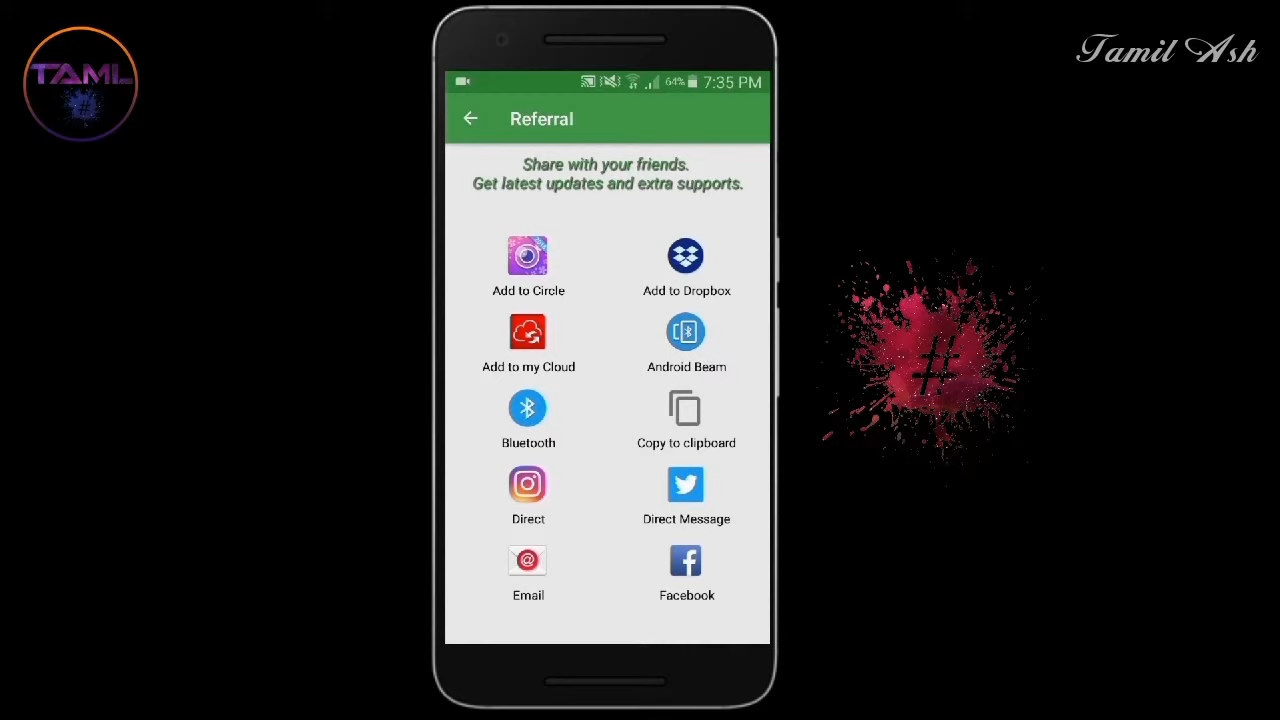 TAML
#
Tamil Ash
64% 7:35 PM
Referral
Share with your friends.
Get latest updates and extra supports.
Add to Circle
Add to Dropbox
Add to my Cloud
Android Beam
Bluetooth
Copy to clipboard
Direct
Direct Message
@
Email
f
Facebook
#